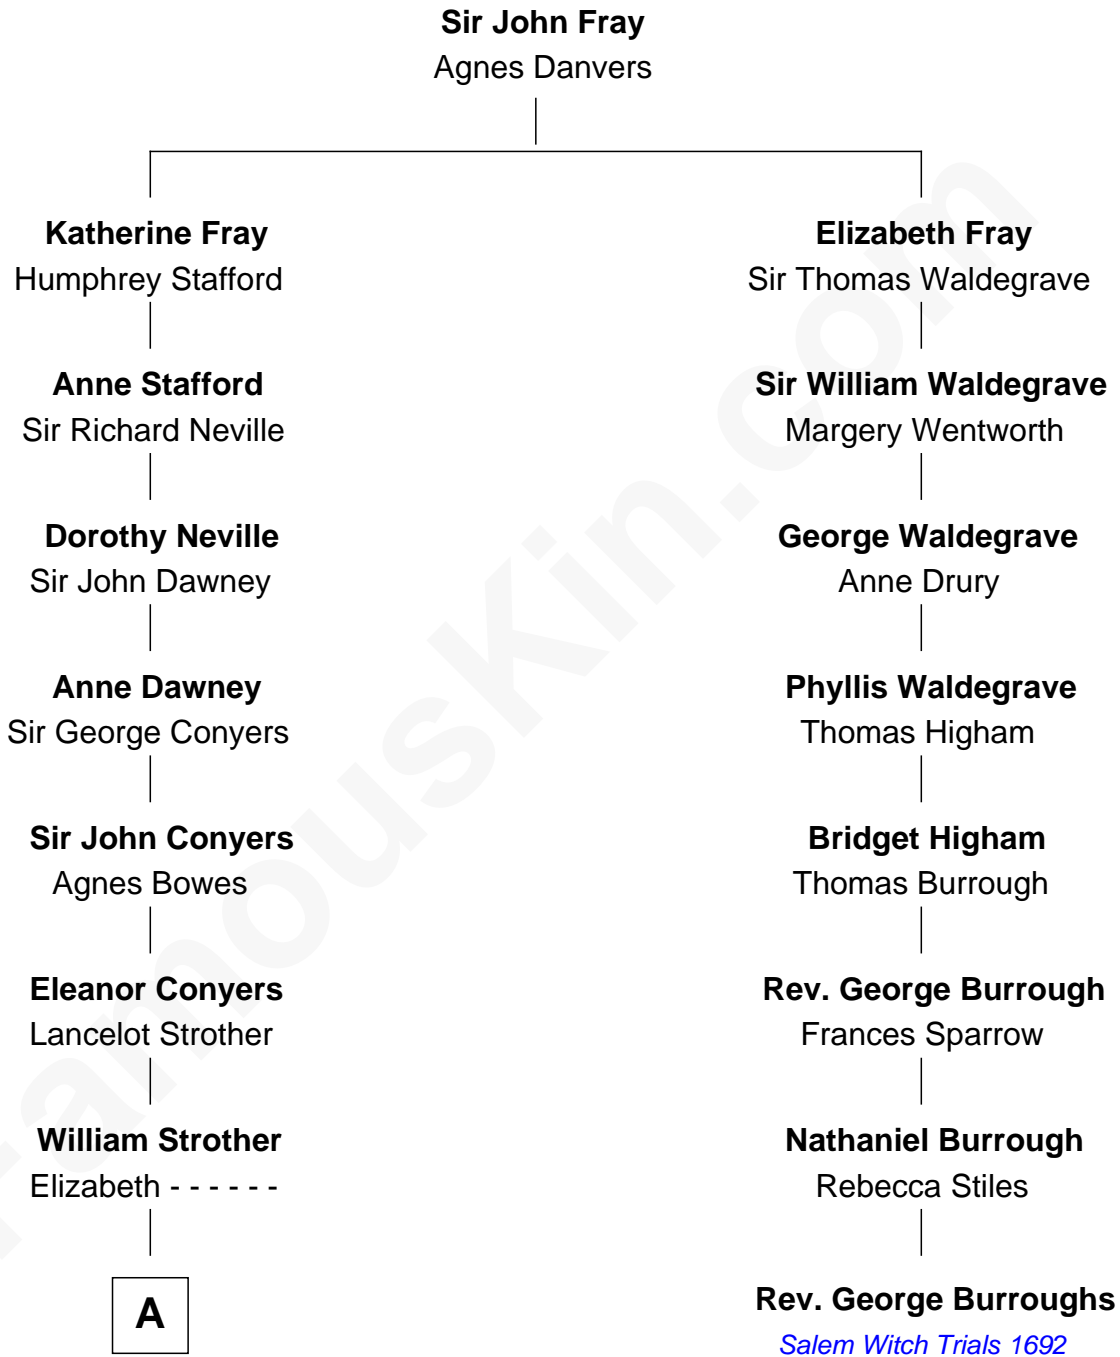 Sir John Fray
Agnes Danvers
Katherine Fray
Humphrey Stafford
Elizabeth Fray
Sir Thomas Waldegrave
Anne Stafford
Sir Richard Neville
Sir William Waldegrave
Margery Wentworth
Dorothy Neville
Sir John Dawney
George Waldegrave
Anne Drury
Anne Dawney
Sir George Conyers
Phyllis Waldegrave
Thomas Higham
Sir John Conyers
Agnes Bowes
Bridget Higham
Thomas Burrough
Eleanor Conyers
Lancelot Strother
Rev. George Burrough
Frances Sparrow
William Strother
Elizabeth - - - - - -
Nathaniel Burrough
Rebecca Stiles
A
Rev. George Burroughs
Salem Witch Trials 1692
FamousKin.com